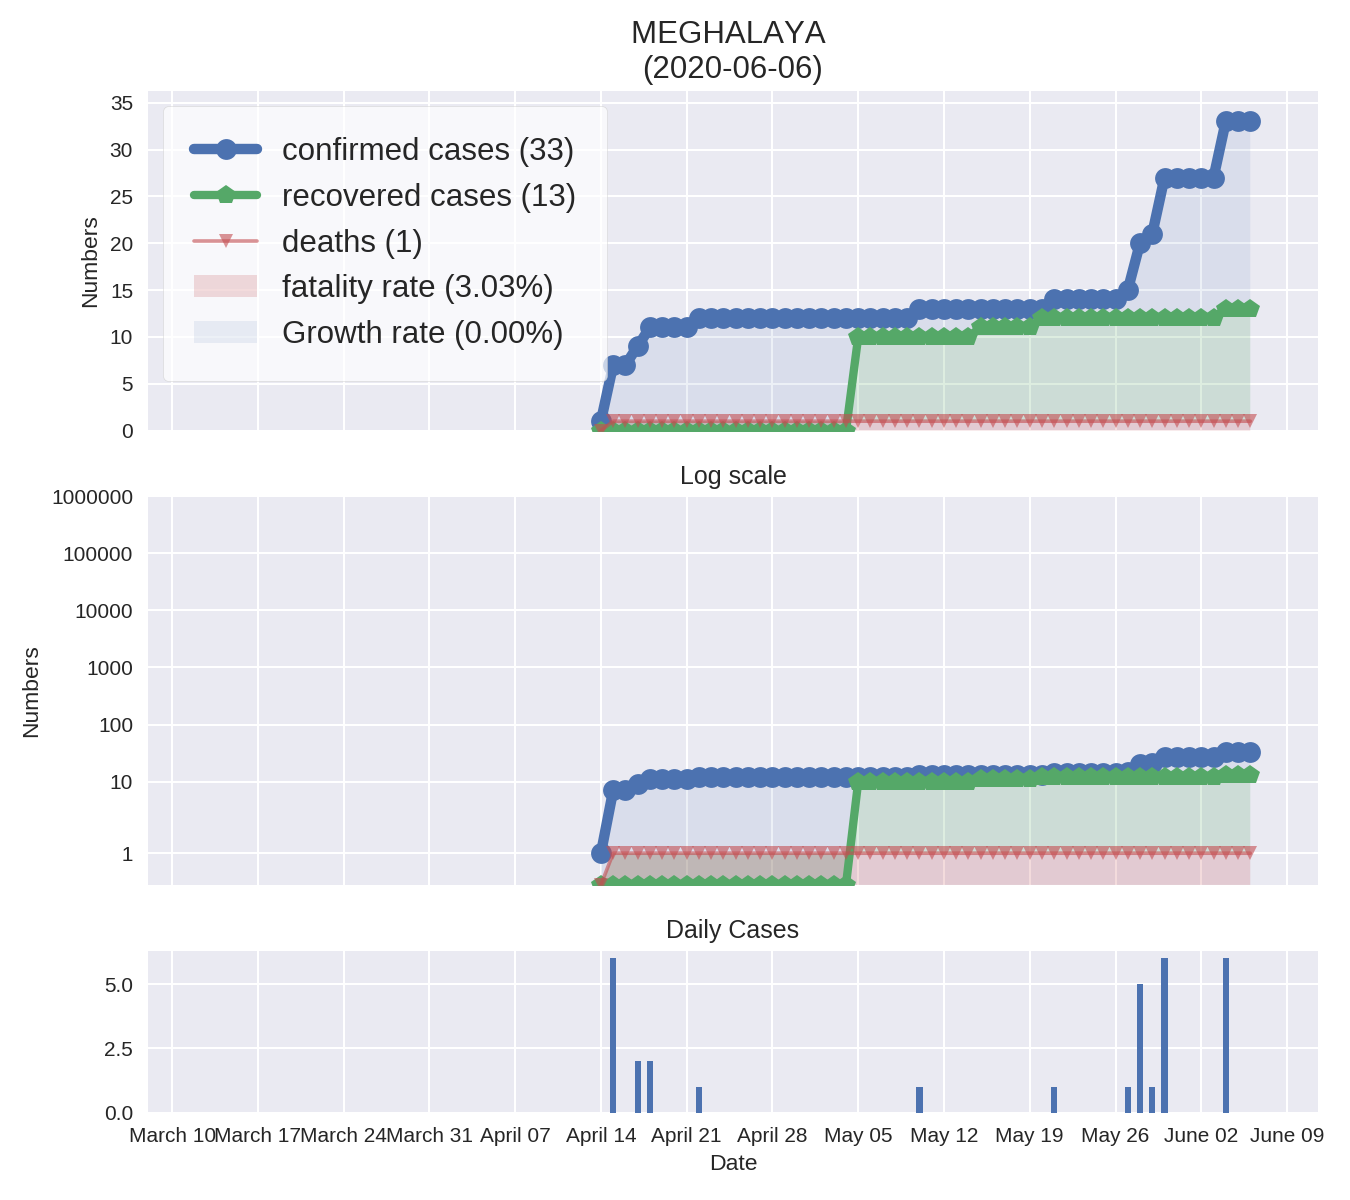 MEGHALAYA
(2020-06-06)
35
30
25
20
15
10
5
0
Numbers
confirmed cases (33)
recovered cases (13)
deaths (1)
fatality rate (3.03%)
Growth rate (0.00%)
Log scale
1000000
100000
10000
1000
100
10
1
Numbers
Daily Cases
5.0
2.5
0.0
March 10 March 17 March 24 March 31 April 07 April 14 April 21 April 28 May 05 May 12 May 19 May 26 June 02 June 09
Date